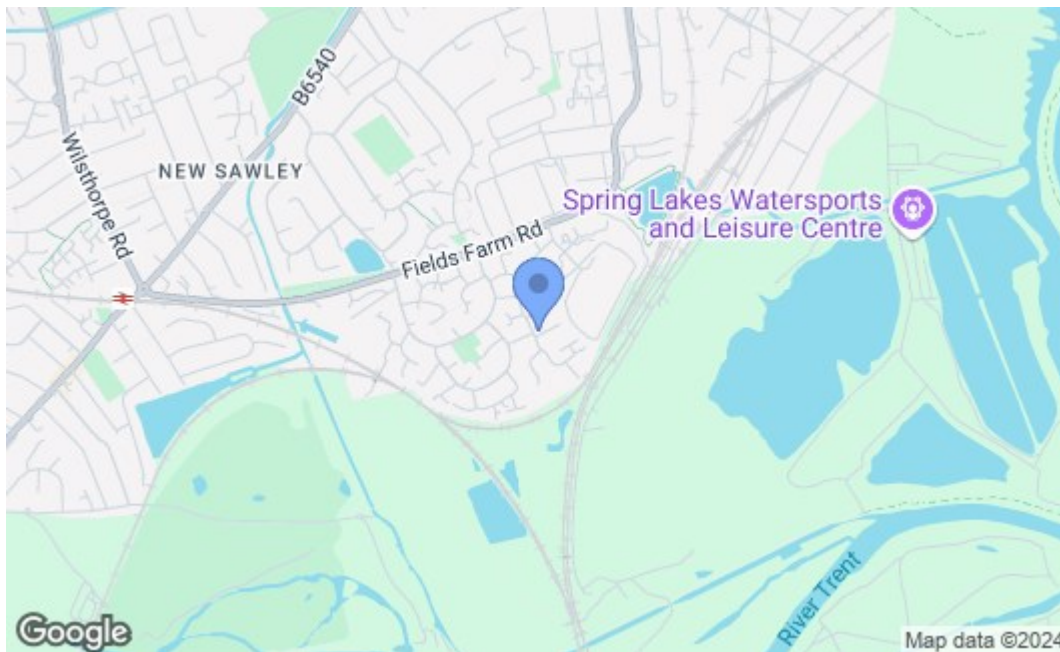 B6540
Wilsthorpe Rd
NEW SAWLEY
Spring Lakes Watersports
and Leisure Centre
Fields Farm Rd
River Trent
Google
Map data ©2024